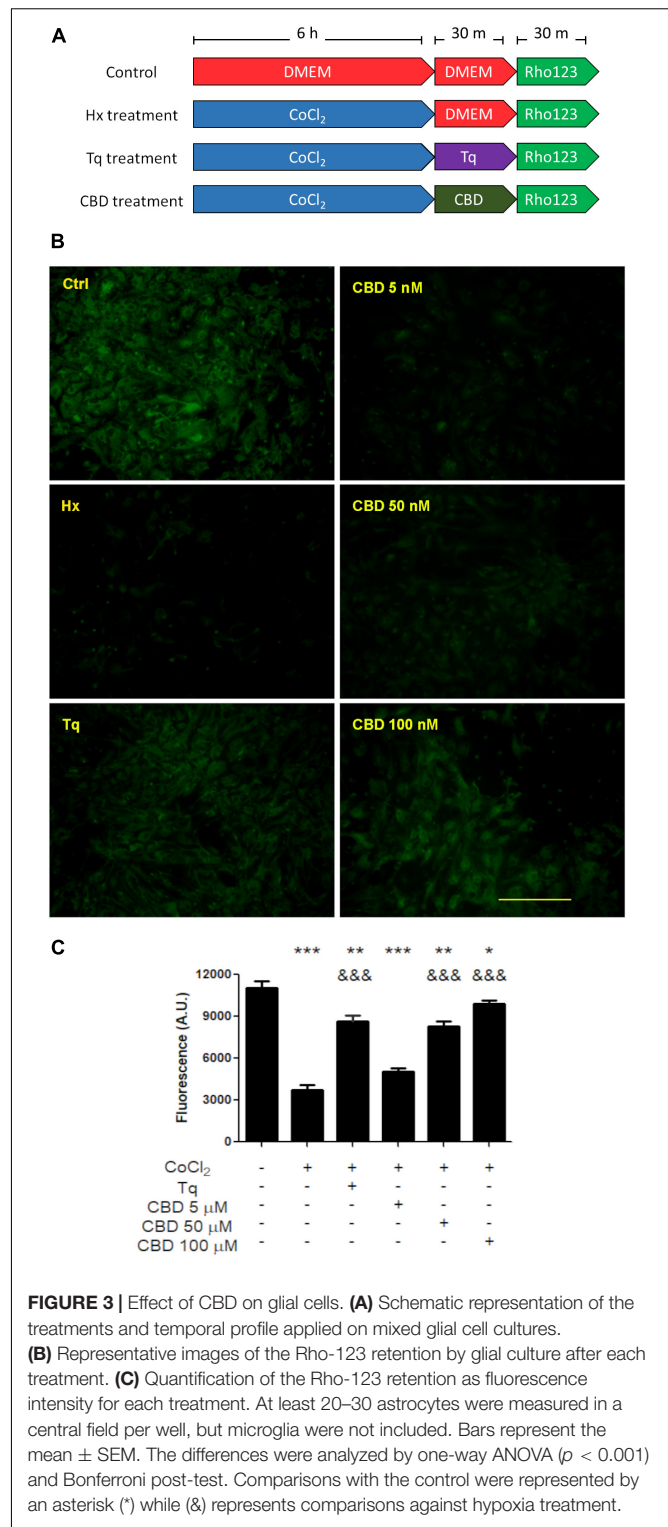 A
6 h 30 m 30 m
Control DMEM DMEM Rho123
Hx treatment CoCl2 DMEM Rho123
Tq treatment CoCl2 Tq Rho123
CBD treatment CoCl2 CBD Rho123
B
Ctrl CBD 5 nM
Hx CBD 50 nM
Tq CBD 100 nM
C
*** ** *** ** *
&&& &&& &&&
12000
9000
6000
3000
0
Fluorescence (A.U.)
CoCl2 - + + + + +
Tq - - + - - -
CBD 5 μM - - - + - -
CBD 50 μM - - - - + -
CBD 100 μM - - - - - +
FIGURE 3 | Effect of CBD on glial cells. (A) Schematic representation of the
treatments and temporal profile applied on mixed glial cell cultures.
(B) Representative images of the Rho-123 retention by glial culture after each
treatment. (C) Quantification of the Rho-123 retention as fluorescence
intensity for each treatment. At least 20–30 astrocytes were measured in a
central field per well, but microglia were not included. Bars represent the
mean ± SEM. The differences were analyzed by one-way ANOVA (p < 0.001)
and Bonferroni post-test. Comparisons with the control were represented by
an asterisk (*) while (&) represents comparisons against hypoxia treatment.